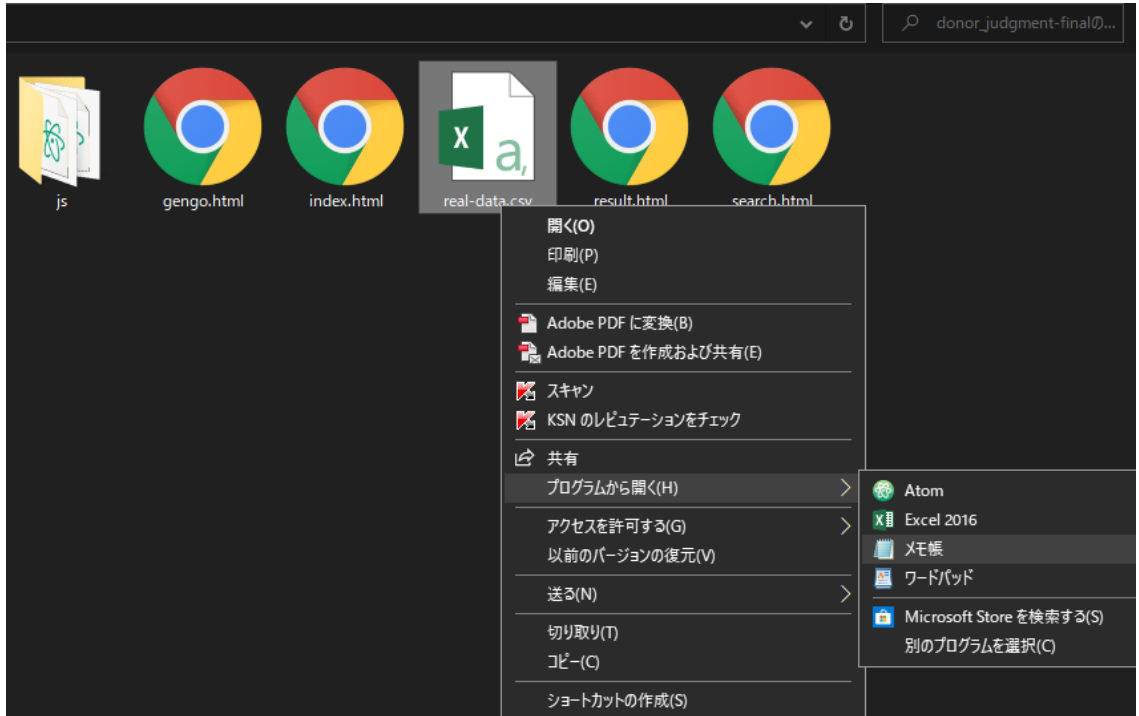 donor_judgment-finalの...
js
gengo.html
index.html
real-data.csv
result.html
search.html
開く(O)
印刷(P)
編集(E)
Adobe PDF に変換(B)
Adobe PDF を作成および共有(E)
スキャン
KSN のレピュテーションをチェック
共有
プログラムから開く(H)
Atom
Excel 2016
メモ帳
ワードパッド
Microsoft Store を検索する(S)
別のプログラムを選択(C)
アクセスを許可する(G)
以前のバージョンの復元(V)
送る(N)
切り取り(T)
コピー(C)
ショートカットの作成(S)